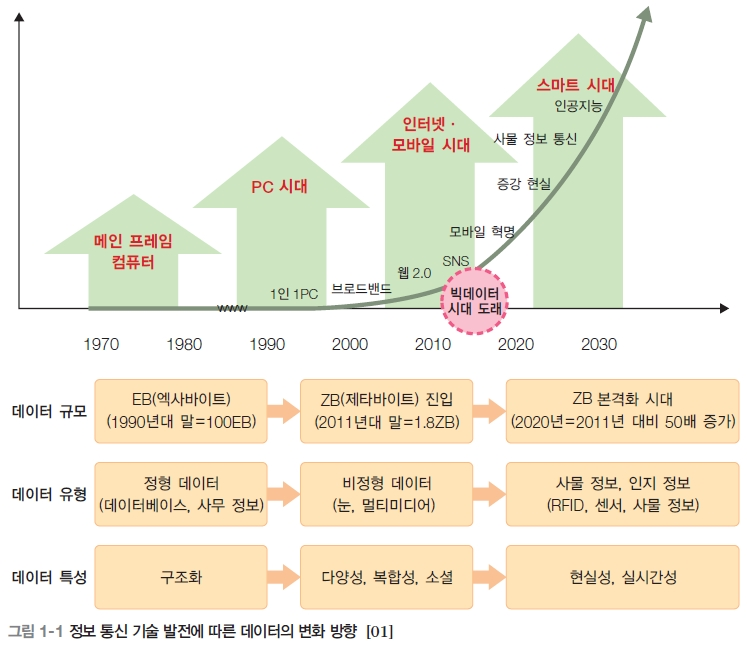 스마트 시대
인공지능
인터넷 ·
모바일 시대
사물 정보 통신
PC 시대
증강 현실
메인 프레임
컴퓨터
모바일 혁명
SNS
웹 2.0
브로드밴드
1인 1PC
WWW
빅데이터
시대 도래
1970 1980 1990 2000 2010 2020 2030
데이터 규모
EB(엑사바이트)
(1990년대 말=100EB)
ZB(제타바이트) 진입
(2011년대 말=1.8ZB)
ZB 본격화 시대
(2020년=2011년 대비 50배 증가)
데이터 유형
정형 데이터
(데이터베이스, 사무 정보)
비정형 데이터
(눈, 멀티미디어)
사물 정보, 인지 정보
(RFID, 센서, 사물 정보)
데이터 특성
구조화
다양성, 복합성, 소셜
현실성, 실시간성
그림 1-1 정보 통신 기술 발전에 따른 데이터의 변화 방향 [01]